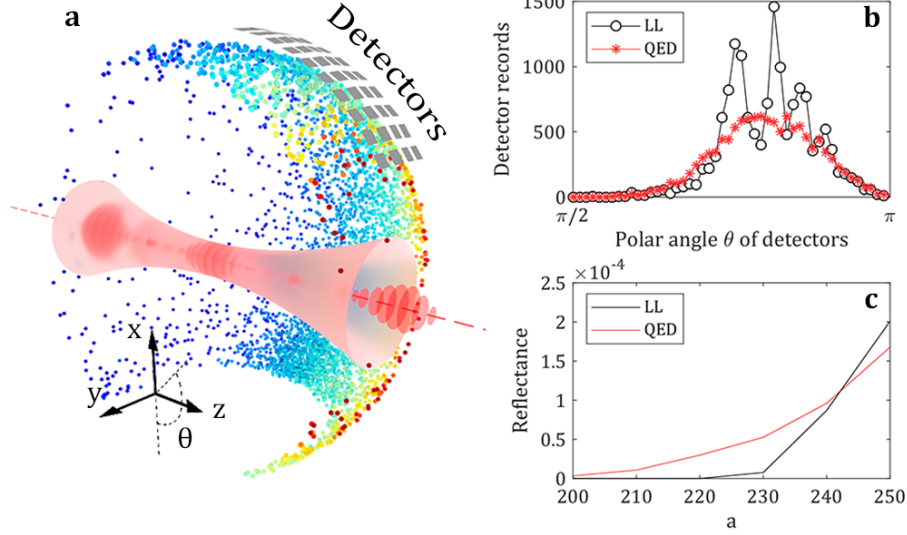 a
Detectors
x
y
z
θ
b
LL
QED
1500
1000
500
0
Detector records
π/2
π
Polar angle θ of detectors
×10⁻⁴
c
LL
QED
2.5
2
1.5
1
0.5
0
Reflectance
200 210 220 230 240 250
a